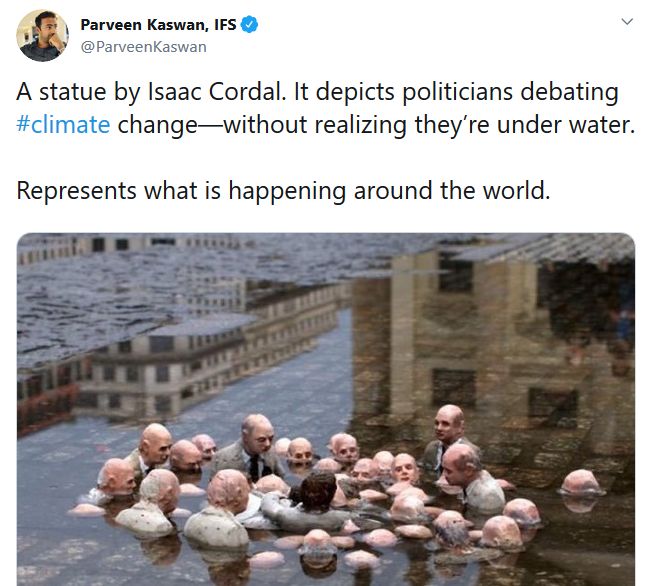 Parveen Kaswan, IFS
@ParveenKaswan
A statue by Isaac Cordal. It depicts politicians debating
#climate change—without realizing they’re under water.
Represents what is happening around the world.